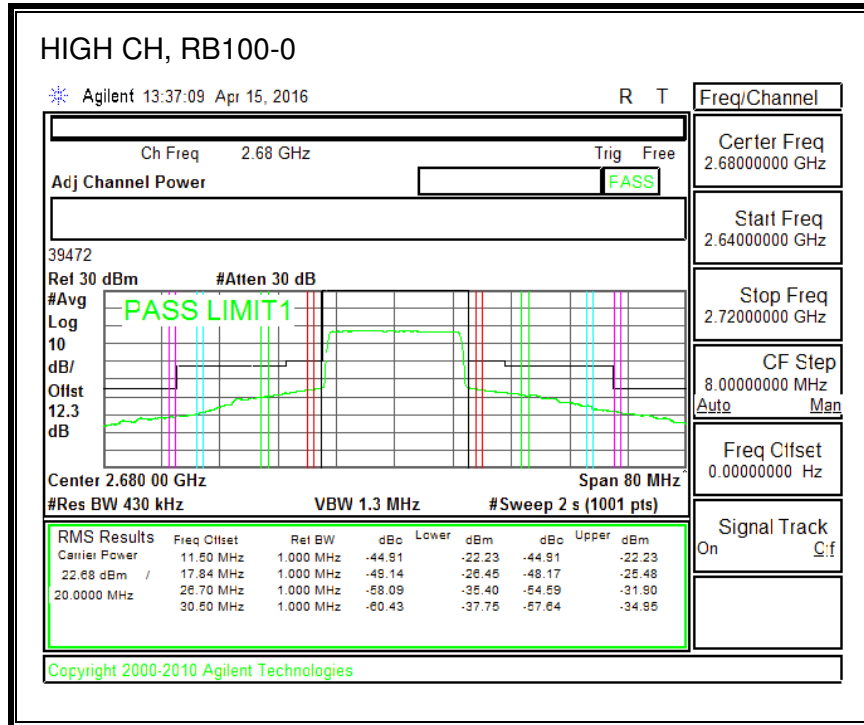 HIGH CH, RB100-0
Agilent 13:37:09 Apr 15, 2016 R T
Freq/Channel
Ch Freq 2.68 GHz Trig Free
Adj Channel Power PASS
Center Freq
2.68000000 GHz
Start Freq
2.64000000 GHz
Stop Freq
2.72000000 GHz
CF Step
8.00000000 MHz
Auto Man
Freq Offset
0.00000000 Hz
Signal Track
On Off
39472
Ref 30 dBm #Atten 30 dB
#Avg
Log
10
dB/
Offst
12.3
dB
PASS LIMIT1
Center 2.680 00 GHz Span 80 MHz
#Res BW 430 kHz VBW 1.3 MHz #Sweep 2 s (1001 pts)
RMS Results Freq Offset Ref BW dBc Lower dBm dBc Upper dBm
Carrier Power 11.50 MHz 1.000 MHz -44.91 -22.23 -44.91 -22.23
22.68 dBm / 17.84 MHz 1.000 MHz -49.14 -26.45 -48.17 -25.48
20.0000 MHz 26.70 MHz 1.000 MHz -58.09 -35.40 -54.59 -31.90
30.50 MHz 1.000 MHz -60.43 -37.75 -57.64 -34.95
Copyright 2000-2010 Agilent Technologies